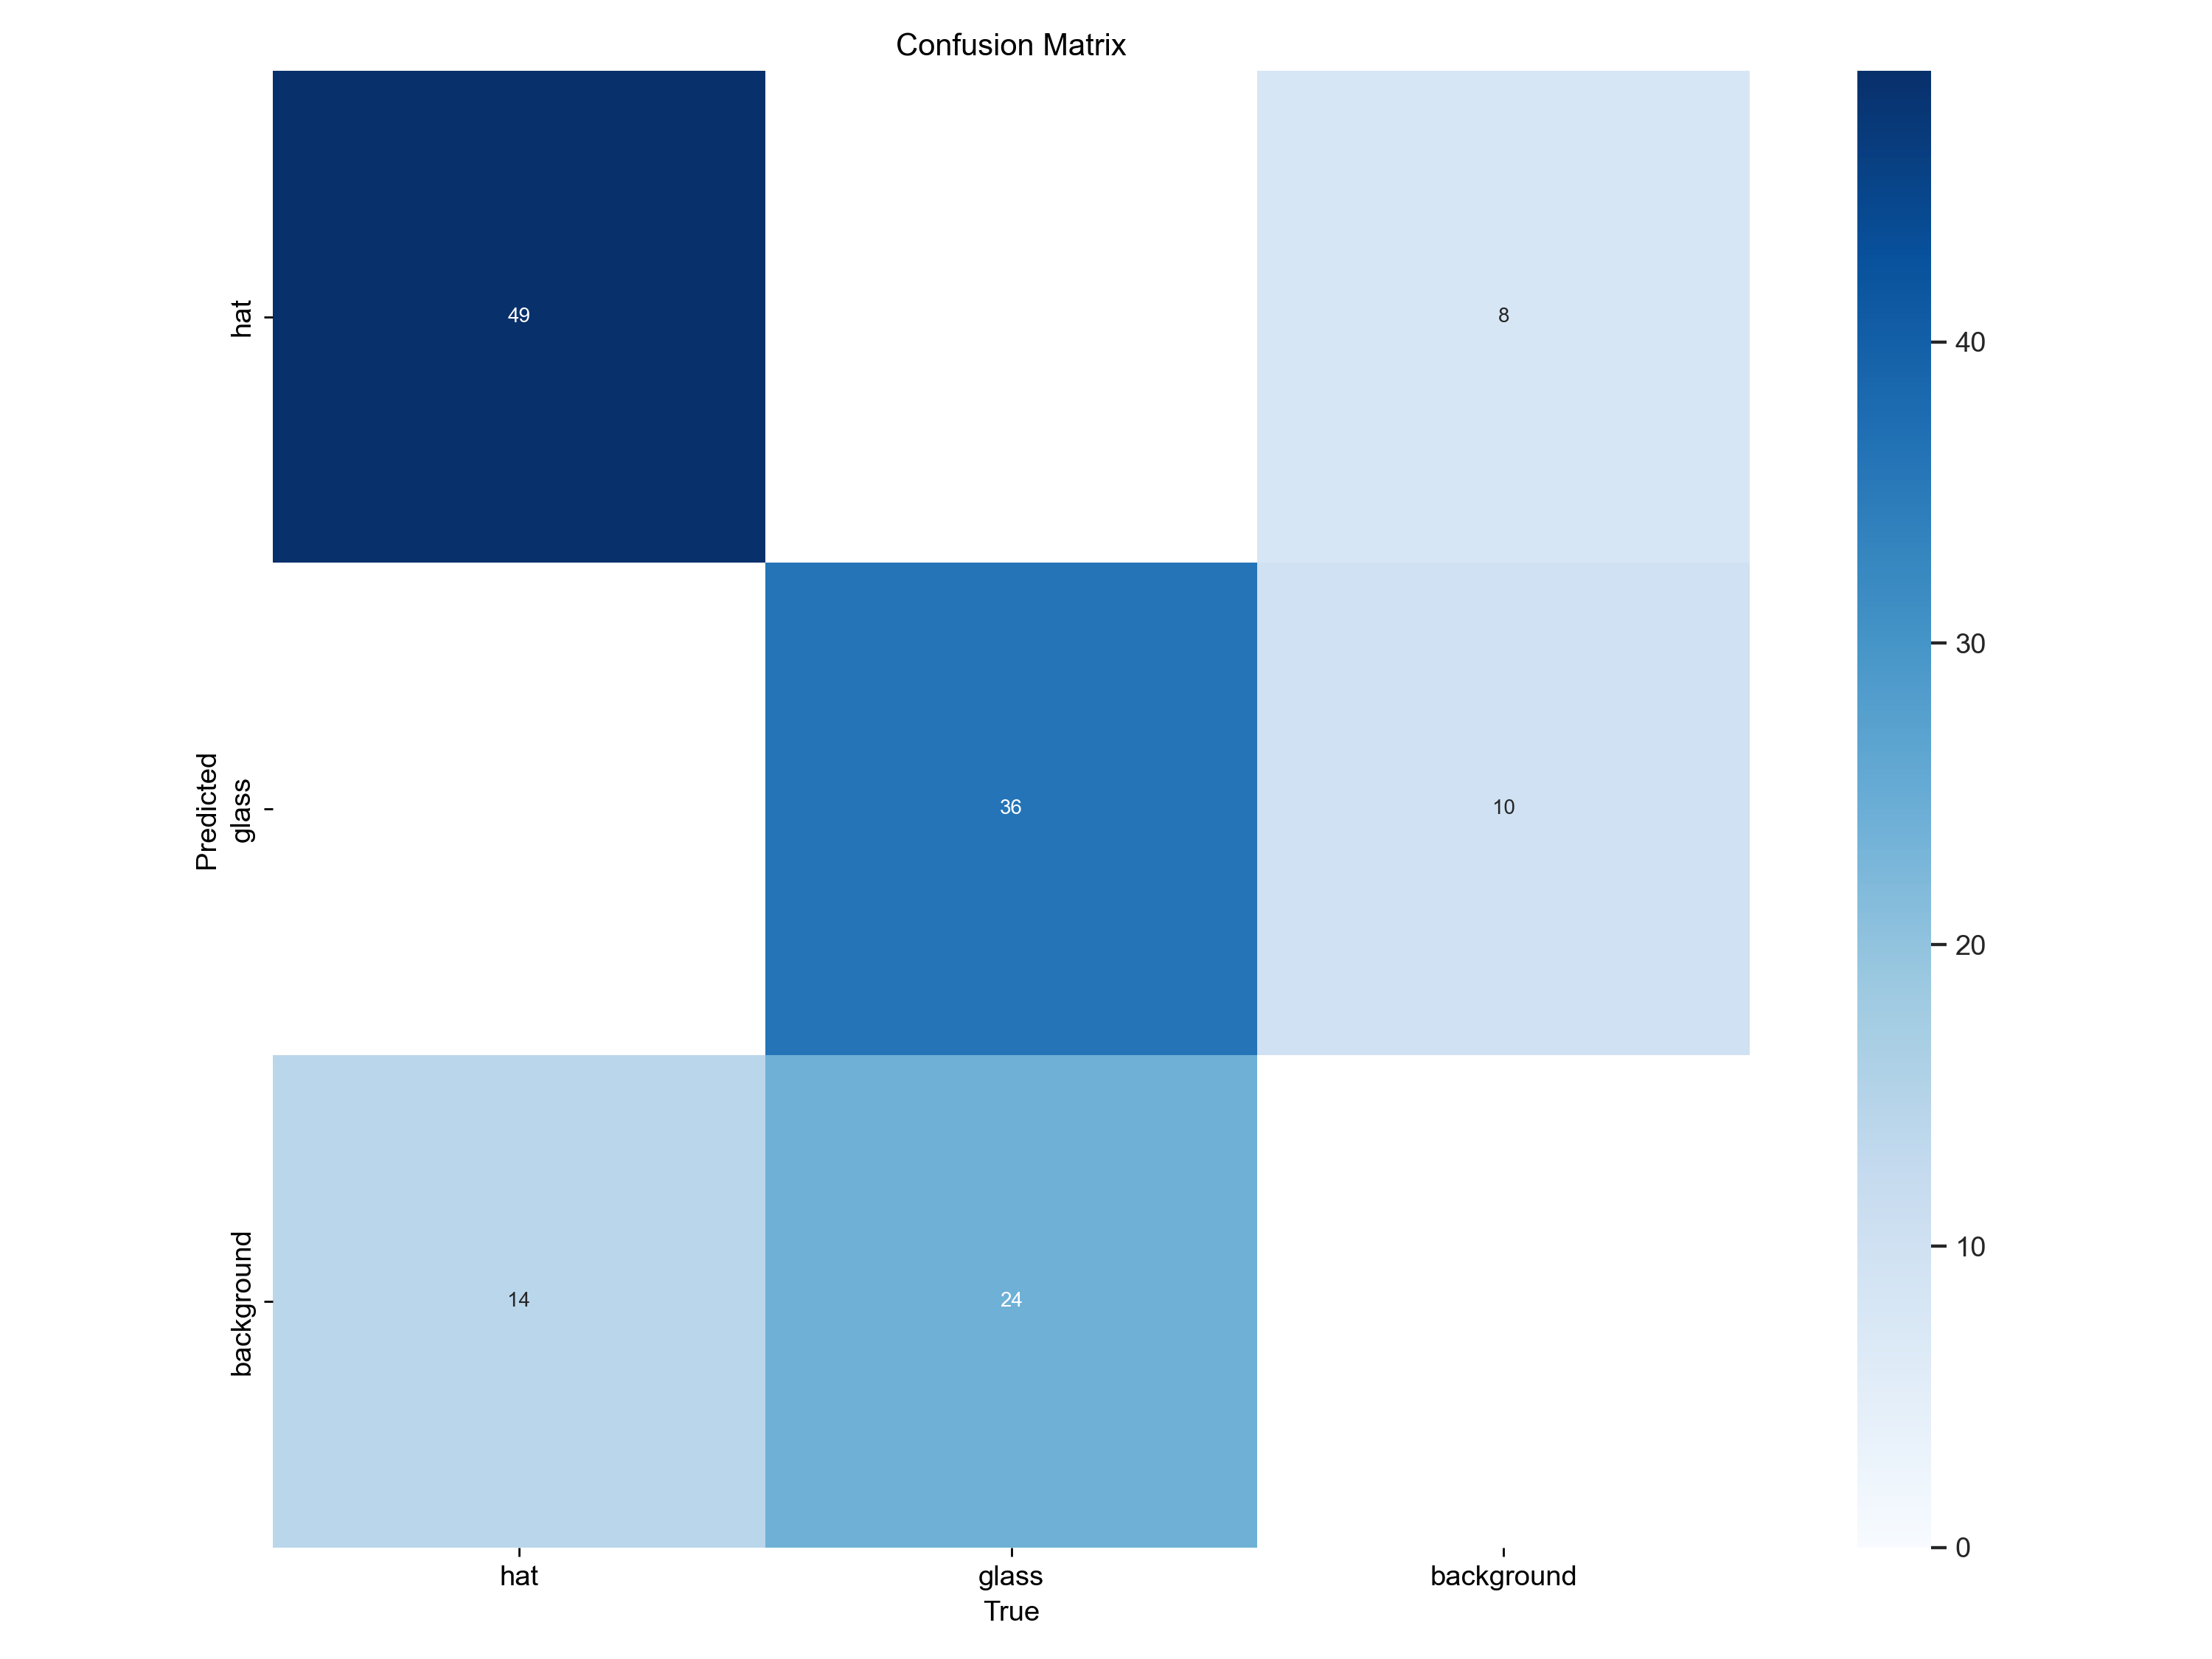 Confusion Matrix
hat
49
8
40
30
Predicted
glass
36
10
20
10
background
14
24
0
hat
glass
background
True